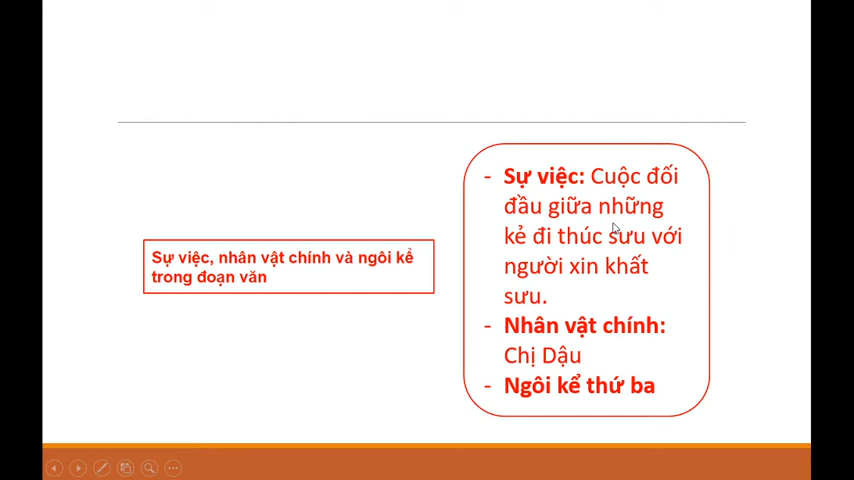 Sự việc, nhân vật chính và ngôi kể
trong đoạn văn
- Sự việc: Cuộc đối
đầu giữa những
kẻ đi thúc sưu với
người xin khất
sưu.
- Nhân vật chính:
Chị Dậu
- Ngôi kể thứ ba